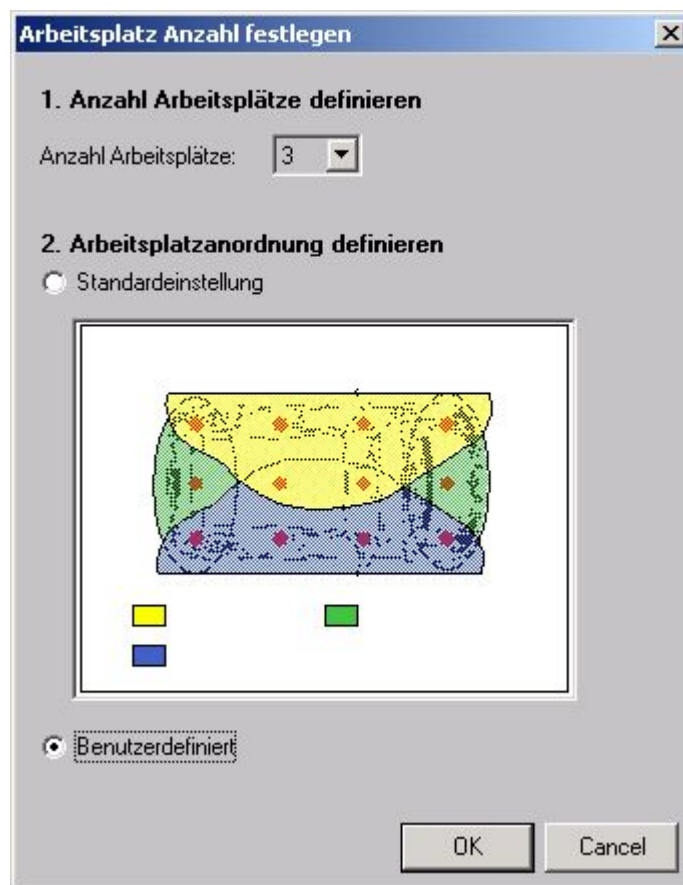 Arbeitsplatz Anzahl festlegen
1. Anzahl Arbeitsplätze definieren
Anzahl Arbeitsplätze: 3
2. Arbeitsplatzanordnung definieren
Standardeinstellung
Benutzerdefiniert
OK Cancel